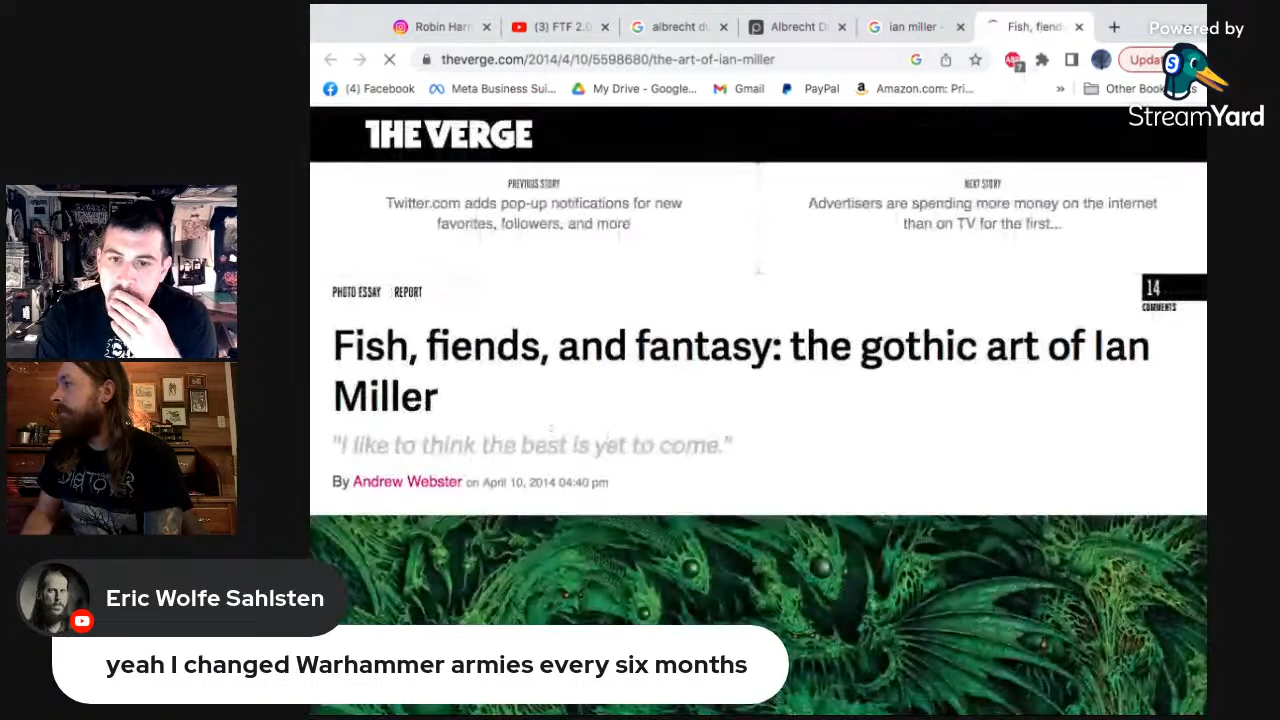 Robin Harr
(3) FTF 2.0
albrecht du
Albrecht D
ian miller -
Fish, fiend
Powered by
StreamYard
theverge.com/2014/4/10/5598680/the-art-of-ian-miller
Updat
(4) Facebook
Meta Business Sui...
My Drive - Google...
Gmail
PayPal
Amazon.com: Pri...
»
Other Book
THE VERGE
PREVIOUS STORY
Twitter.com adds pop-up notifications for new
favorites, followers, and more
NEXT STORY
Advertisers are spending more money on the internet
than on TV for the first...
PHOTO ESSAY REPORT
14
COMMENTS
Fish, fiends, and fantasy: the gothic art of Ian
Miller
"I like to think the best is yet to come."
By Andrew Webster on April 10, 2014 04:40 pm
Eric Wolfe Sahlsten
yeah I changed Warhammer armies every six months